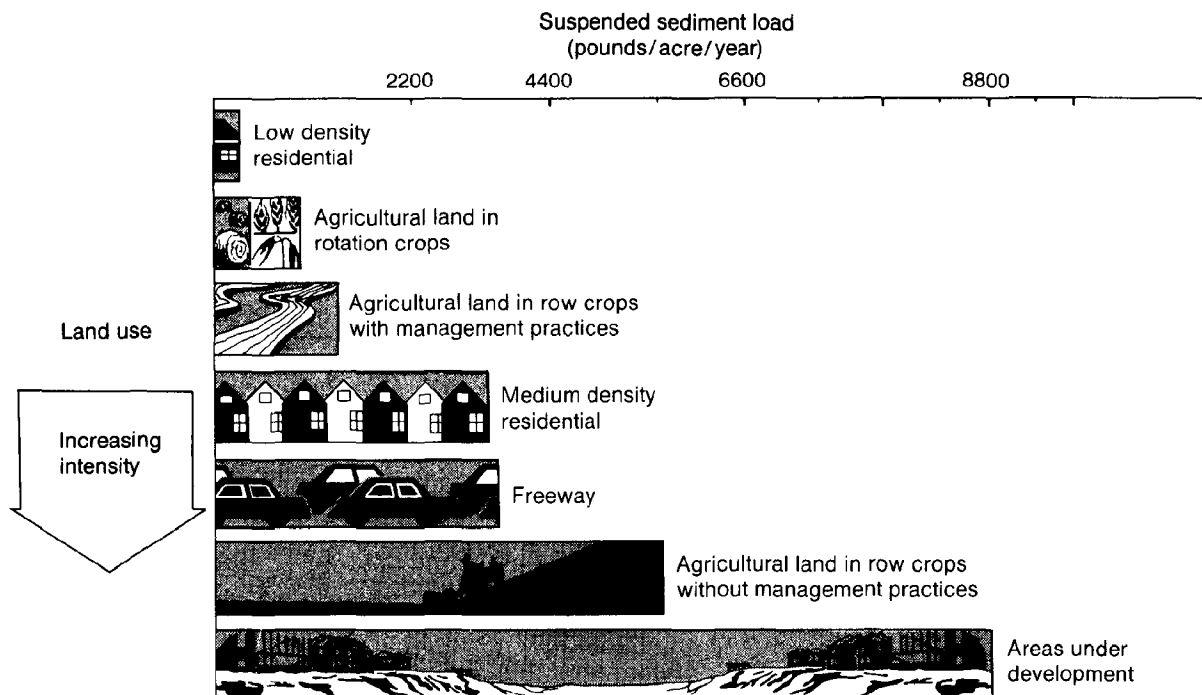 Suspended sediment load
(pounds/acre/year)
2200 4400 6600 8800
Low density
residential
Agricultural land in
rotation crops
Agricultural land in row crops
with management practices
Land use
Medium density
residential
Increasing
intensity
Freeway
Agricultural land in row crops
without management practices
Areas under
development